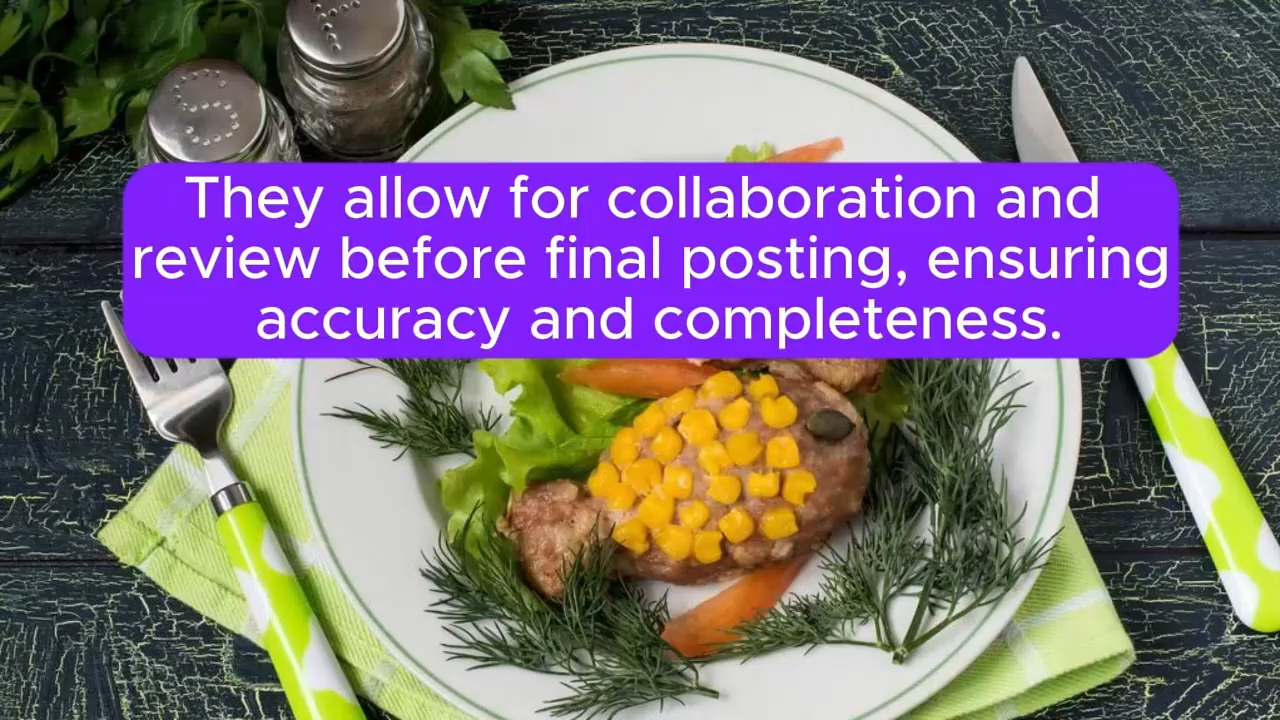 They allow for collaboration and
review before final posting, ensuring
accuracy and completeness.